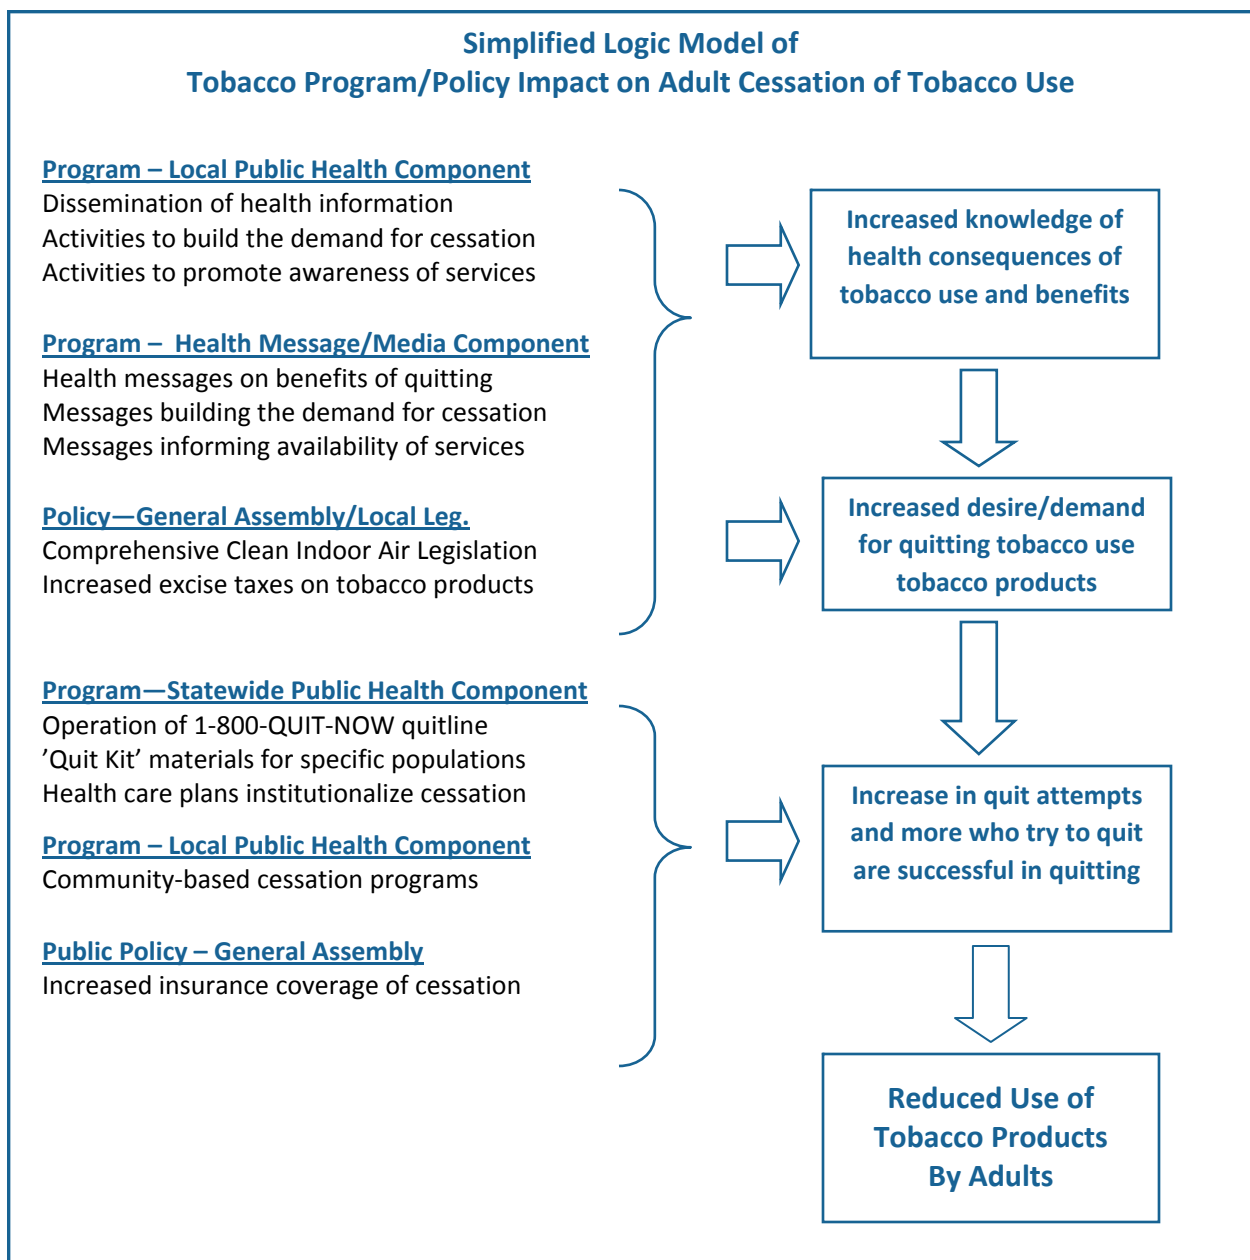 Simplified Logic Model of
Tobacco Program/Policy Impact on Adult Cessation of Tobacco Use
Program – Local Public Health Component
Dissemination of health information
Activities to build the demand for cessation
Activities to promote awareness of services
Program –  Health Message/Media Component
Health messages on benefits of quitting
Messages building the demand for cessation
Messages informing availability of services
Policy—General Assembly/Local Leg.
Comprehensive Clean Indoor Air Legislation
Increased excise taxes on tobacco products
Program—Statewide Public Health Component
Operation of 1-800-QUIT-NOW quitline
’Quit Kit’ materials for specific populations
Health care plans institutionalize cessation
Program – Local Public Health Component
Community-based cessation programs
Public Policy – General Assembly
Increased insurance coverage of cessation
Increased knowledge of
health consequences of
tobacco use and benefits
Increased desire/demand
for quitting tobacco use
tobacco products
Increase in quit attempts
and more who try to quit
are successful in quitting
Reduced Use of
Tobacco Products
By Adults